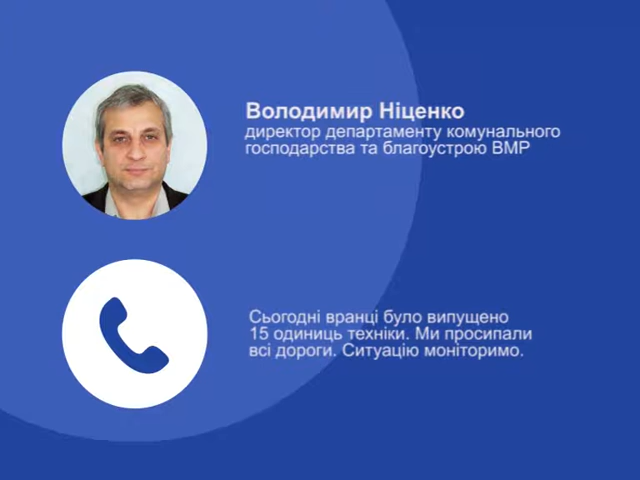 Володимир Ніценко
директор департаменту комунального
господарства та благоустрою ВМР
Сьогодні вранці було випущено
15 одиниць техніки. Ми просипали
всі дороги. Ситуацію моніторимо.